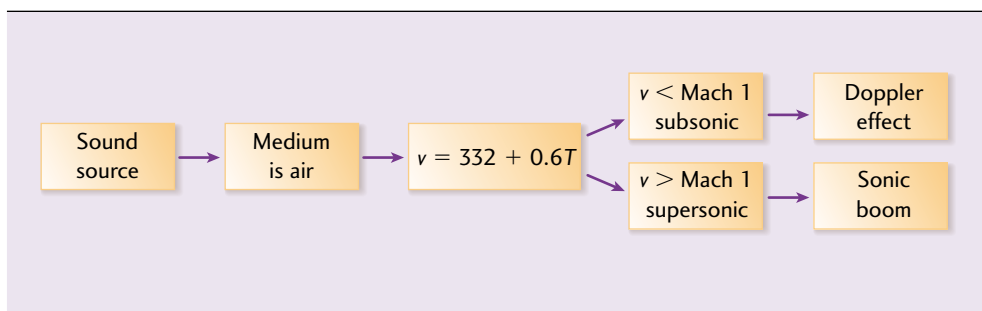 Sound
source
Medium
is air
v = 332 + 0.6T
v < Mach 1
subsonic
Doppler
effect
v > Mach 1
supersonic
Sonic
boom